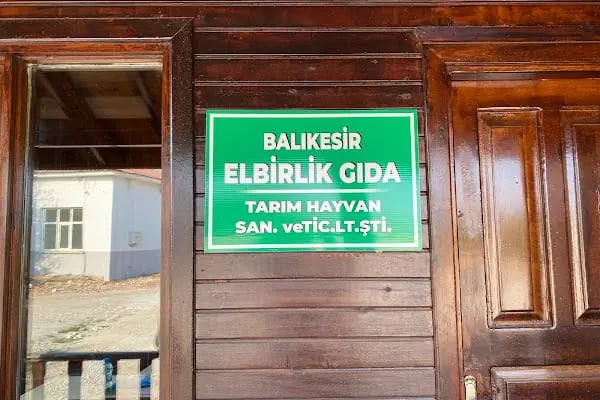 BALIKESİR
ELBİRLİK GIDA
TARIM HAYVAN
SAN. veTİC.LT.ŞTİ.